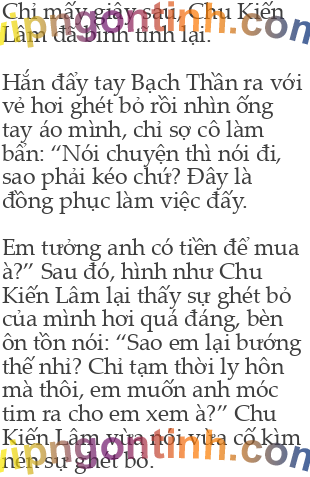 Chỉ mấy giây sau, Chu Kiến
Lâm đã bình tĩnh lại.
Hắn đẩy tay Bạch Thần ra với
vẻ hơi ghét bỏ rồi nhìn ống
tay áo mình, chỉ sợ cô làm
bẩn: “Nói chuyện thì nói đi,
sao phải kéo chứ? Đây là
đồng phục làm việc đấy.
Em tưởng anh có tiền để mua
à?” Sau đó, hình như Chu
Kiến Lâm lại thấy sự ghét bỏ
của mình hơi quá đáng, bèn
ôn tồn nói: “Sao em lại bướng
thế nhỉ? Chỉ tạm thời ly hôn
mà thôi, em muốn anh móc
tim ra cho em xem à?” Chu
Kiến Lâm vừa nói vừa cố kìm
nén sự ghét bỏ.
vipngontinh.com
vipngontinh.com